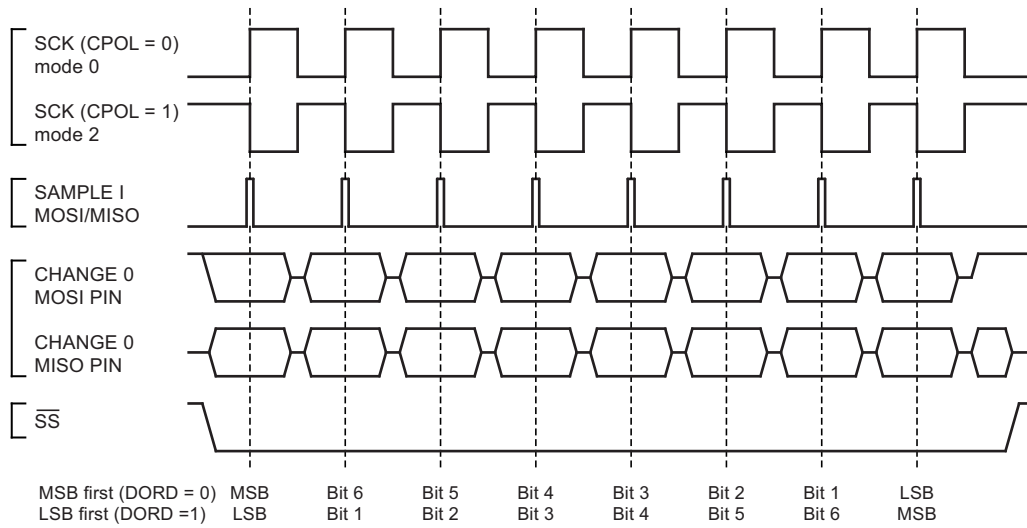 SCK (CPOL = 0)
mode 0
SCK (CPOL = 1)
mode 2
SAMPLE I
MOSI/MISO
CHANGE 0
MOSI PIN
CHANGE 0
MISO PIN
SS
MSB first (DORD = 0) MSB Bit 6 Bit 5 Bit 4 Bit 3 Bit 2 Bit 1 LSB
LSB first (DORD =1) LSB Bit 1 Bit 2 Bit 3 Bit 4 Bit 5 Bit 6 MSB